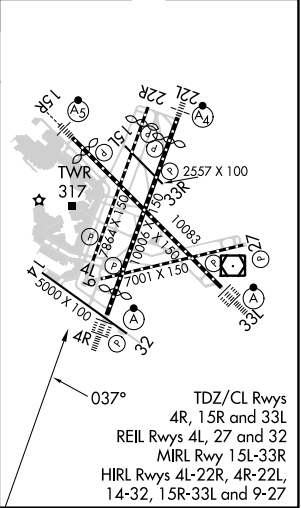 15R
A5
22R
22L
A4
15L
P
P
P
2557 X 100
33R
TWR
317
P
7864 X 150
10005 X 150
10083
27
P
P
4L
9
P
7001 X 150
14
5000 X 100
A
33L
A
4R
P
32
037°
TDZ/CL Rwys
4R, 15R and 33L
REIL Rwys 4L, 27 and 32
MIRL Rwy 15L-33R
HIRL Rwys 4L-22R, 4R-22L,
14-32, 15R-33L and 9-27